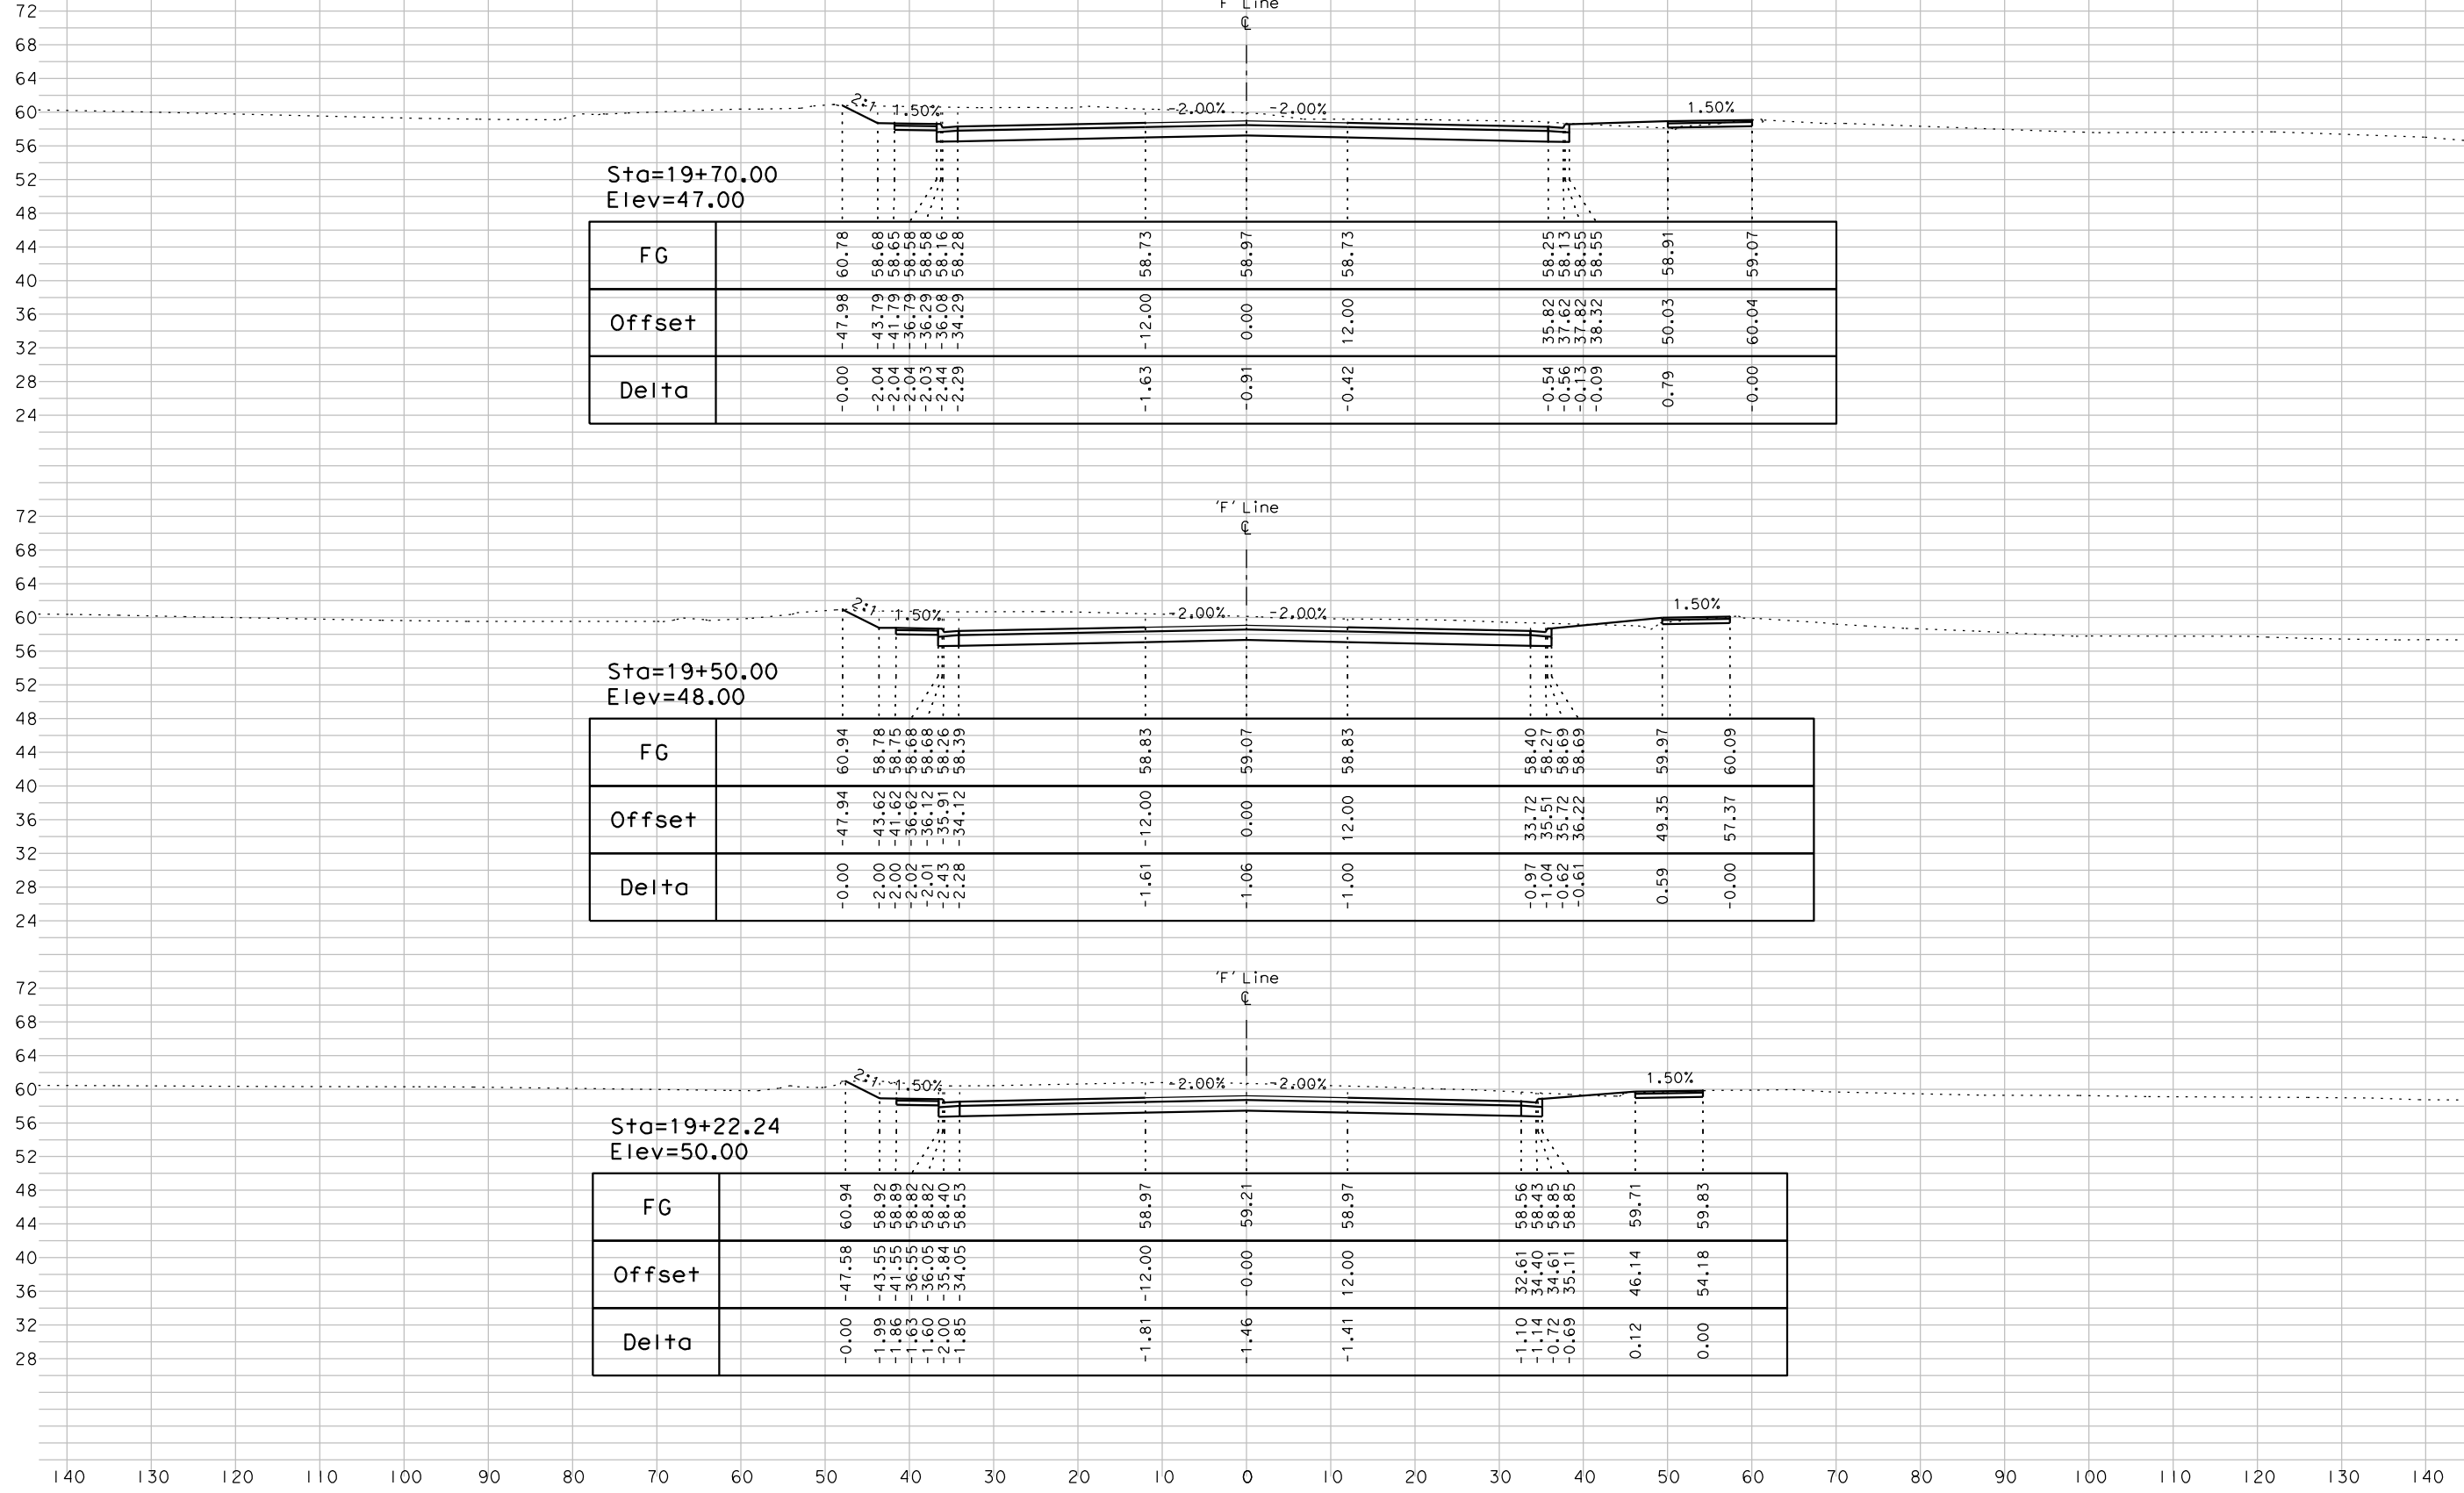 'F' Line
℄
72
68
64
60
56
52
48
44
40
36
32
28
24
2:1 1.50% -2.00% -2.00% 1.50%
Sta=19+70.00
Elev=47.00
FG 60.78 58.68 58.65 58.58 58.58 58.16 58.28 58.73 58.97 58.73 58.25 58.13 58.55 58.55 58.91 59.07
Offset -47.98 -43.79 -41.79 -36.79 -36.29 -36.08 -34.29 -12.00 0.00 12.00 35.82 37.62 37.82 38.32 50.03 60.04
Delta -0.00 -2.04 -2.04 -2.04 -2.03 -2.44 -2.29 -1.63 -0.91 -0.42 -0.54 -0.56 -0.13 -0.09 0.79 -0.00
'F' Line
℄
72
68
64
60
56
52
48
44
40
36
32
28
24
2:1 1.50% -2.00% -2.00% 1.50%
Sta=19+50.00
Elev=48.00
FG 60.94 58.78 58.75 58.68 58.68 58.26 58.39 58.83 59.07 58.83 58.40 58.27 58.69 58.69 59.97 60.09
Offset -47.94 -43.62 -41.62 -36.62 -36.12 -35.91 -34.12 -12.00 0.00 12.00 33.72 35.51 35.72 36.22 49.35 57.37
Delta -0.00 -2.00 -2.00 -2.02 -2.01 -2.43 -2.28 -1.61 -1.06 -1.00 -0.97 -1.04 -0.62 -0.61 0.59 -0.00
'F' Line
℄
72
68
64
60
56
52
48
44
40
36
32
28
2:1 1.50% -2.00% -2.00% 1.50%
Sta=19+22.24
Elev=50.00
FG 60.94 58.92 58.89 58.82 58.82 58.40 58.53 58.97 59.21 58.97 58.56 58.43 58.85 58.85 59.71 59.83
Offset -47.58 -43.55 -41.55 -36.55 -36.05 -35.84 -34.05 -12.00 -0.00 12.00 32.61 34.40 34.61 35.11 46.14 54.18
Delta -0.00 -1.99 -1.86 -1.63 -1.60 -2.00 -1.85 -1.81 -1.46 -1.41 -1.10 -1.14 -0.72 -0.69 0.12 0.00
140 130 120 110 100 90 80 70 60 50 40 30 20 10 0 10 20 30 40 50 60 70 80 90 100 110 120 130 140